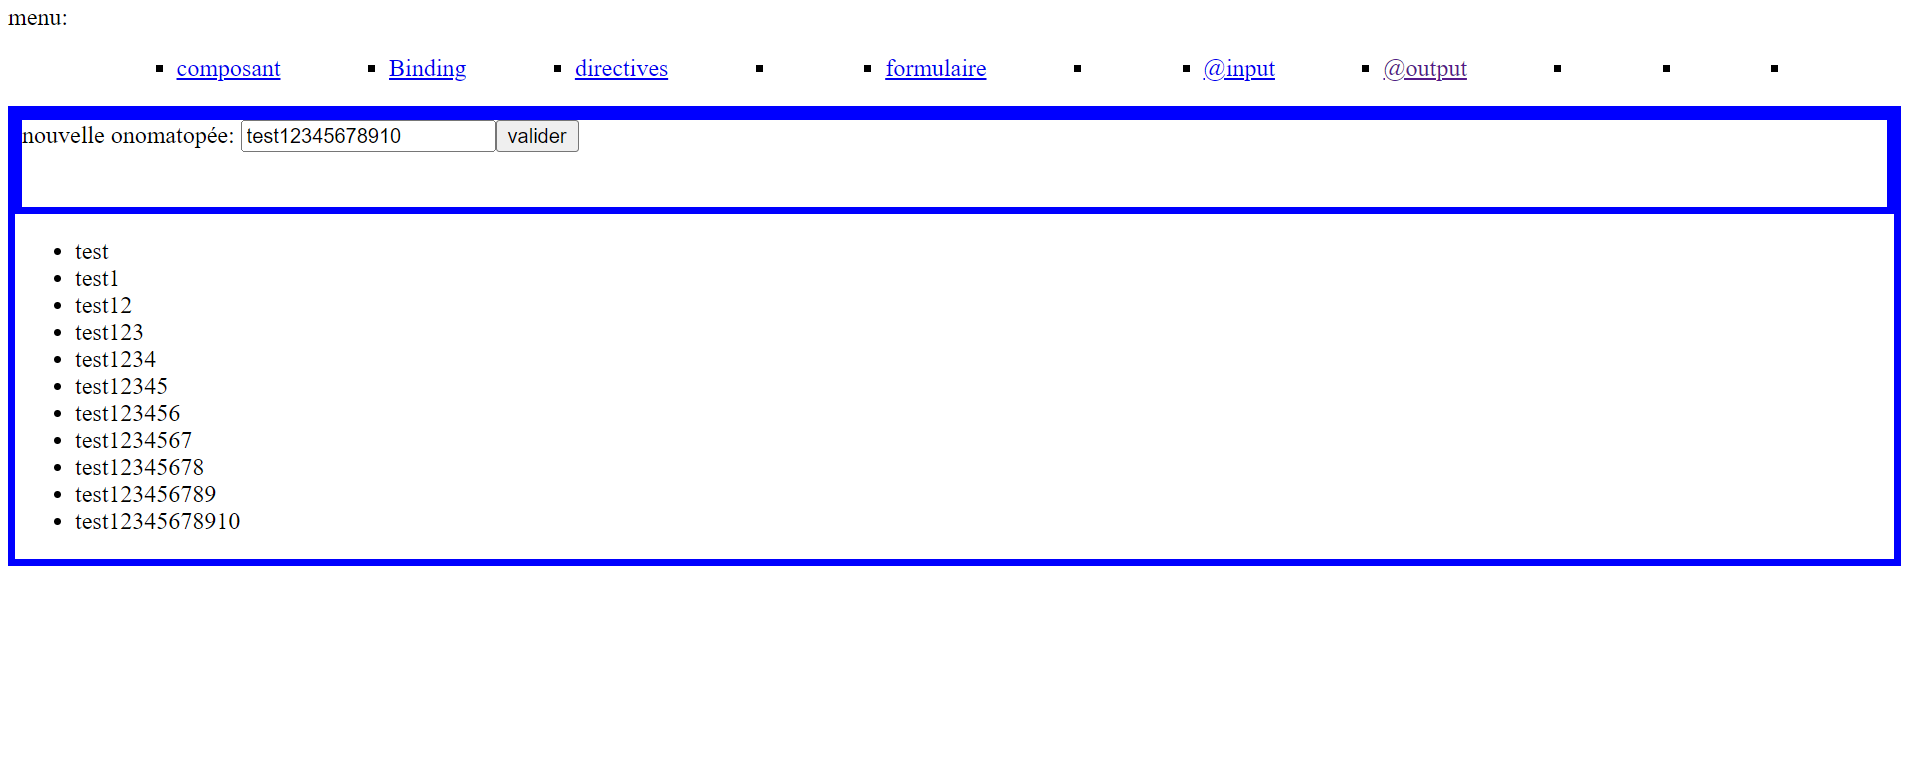 menu:
composant Binding directives formulaire @input @output
nouvelle onomatopée: test12345678910 valider
test
test1
test12
test123
test1234
test12345
test123456
test1234567
test12345678
test123456789
test12345678910